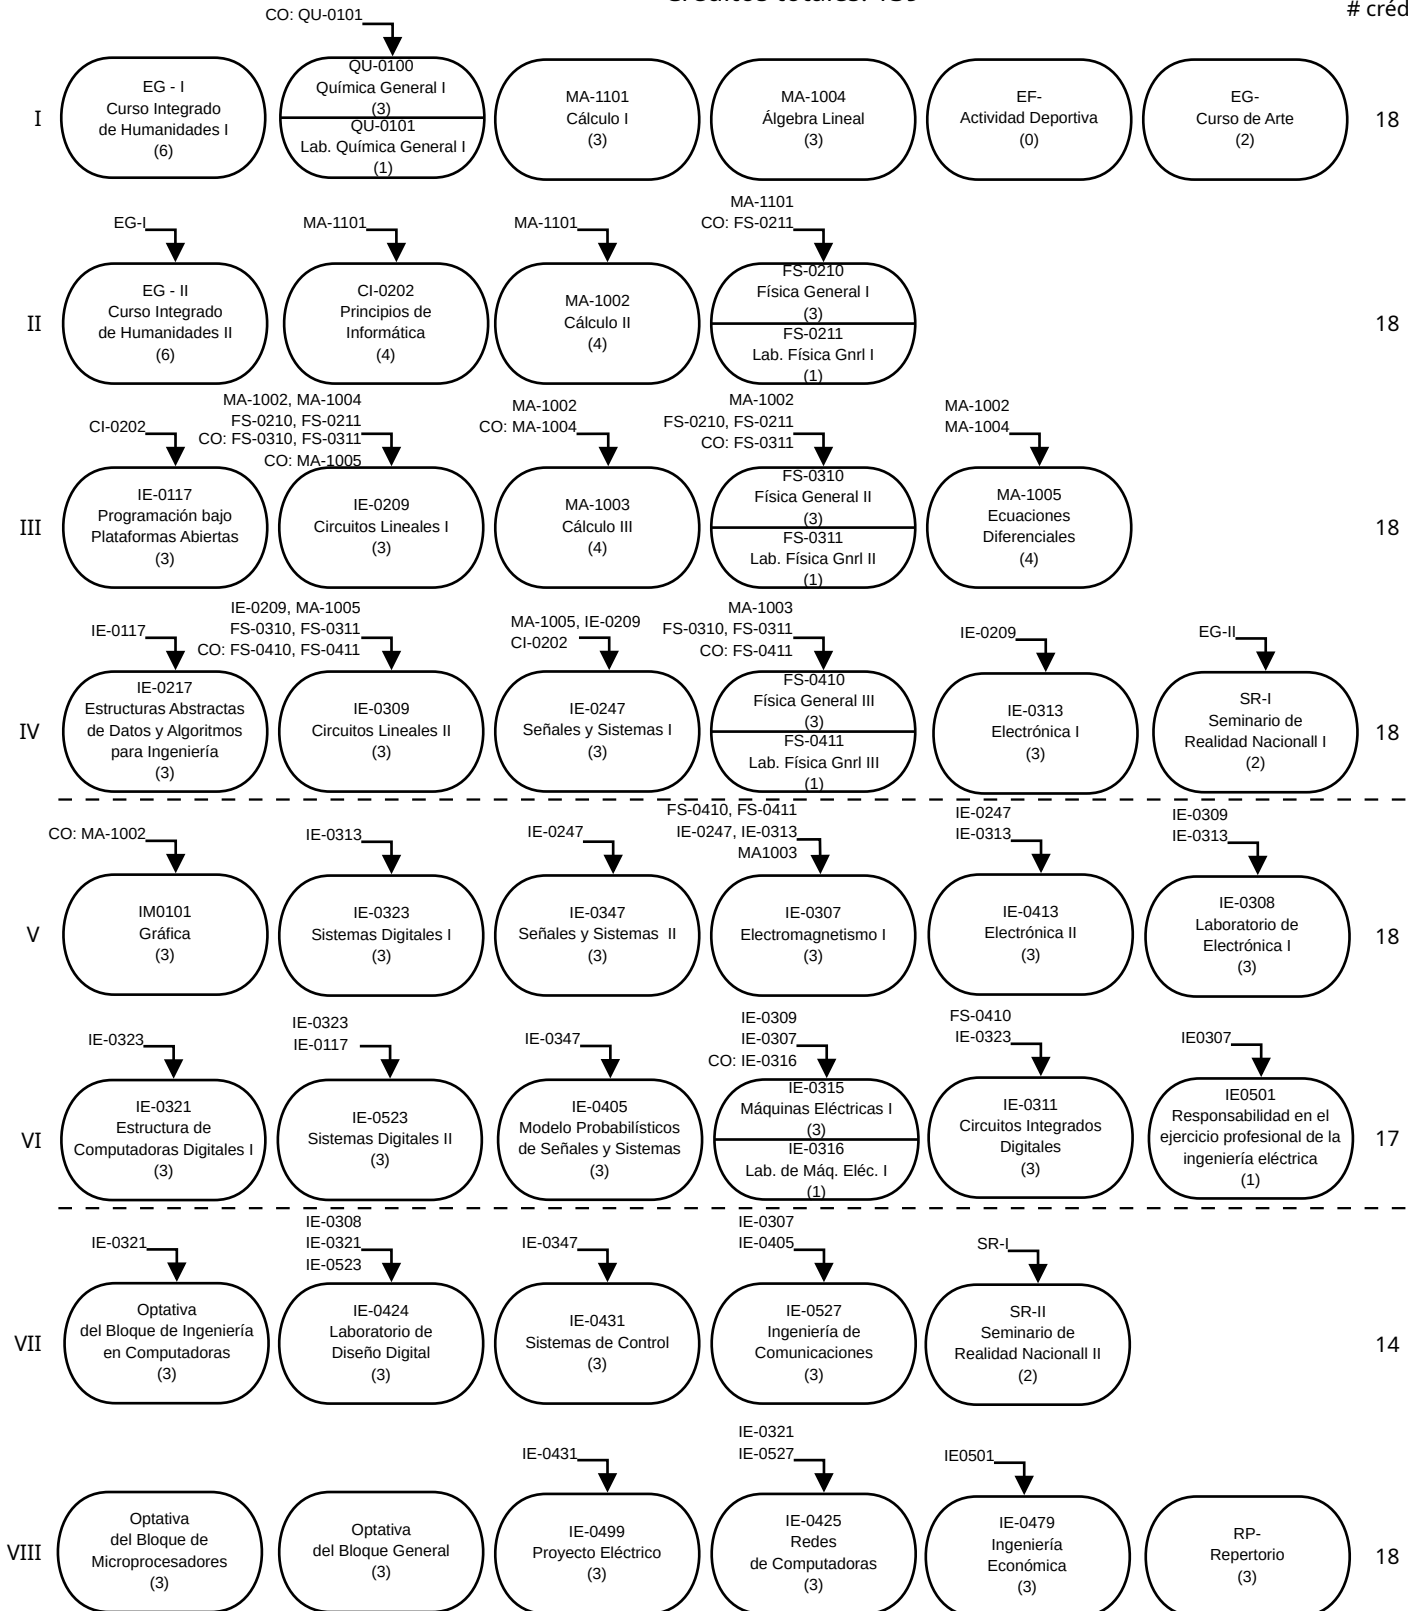 # créd
CO: QU-0101
I
EG - I
Curso Integrado
de Humanidades I
(6)
QU-0100
Química General I
(3)
QU-0101
Lab. Química General I
(1)
MA-1101
Cálculo I
(3)
MA-1004
Álgebra Lineal
(3)
EF-
Actividad Deportiva
(0)
EG-
Curso de Arte
(2)
18
II
EG-I
EG - II
Curso Integrado
de Humanidades II
(6)
MA-1101
CI-0202
Principios de
Informática
(4)
MA-1101
MA-1002
Cálculo II
(4)
MA-1101
CO: FS-0211
FS-0210
Física General I
(3)
FS-0211
Lab. Física Gnrl I
(1)
18
III
CI-0202
IE-0117
Programación bajo
Plataformas Abiertas
(3)
MA-1002, MA-1004
FS-0210, FS-0211
CO: FS-0310, FS-0311
CO: MA-1005
IE-0209
Circuitos Lineales I
(3)
MA-1002
CO: MA-1004
MA-1003
Cálculo III
(4)
MA-1002
FS-0210, FS-0211
CO: FS-0311
FS-0310
Física General II
(3)
FS-0311
Lab. Física Gnrl II
(1)
MA-1002
MA-1004
MA-1005
Ecuaciones
Diferenciales
(4)
18
IV
IE-0117
IE-0217
Estructuras Abstractas
de Datos y Algoritmos
para Ingeniería
(3)
IE-0209, MA-1005
FS-0310, FS-0311
CO: FS-0410, FS-0411
IE-0309
Circuitos Lineales II
(3)
MA-1005, IE-0209
CI-0202
IE-0247
Señales y Sistemas I
(3)
MA-1003
FS-0310, FS-0311
CO: FS-0411
FS-0410
Física General III
(3)
FS-0411
Lab. Física Gnrl III
(1)
IE-0209
IE-0313
Electrónica I
(3)
EG-II
SR-I
Seminario de
Realidad Nacionall I
(2)
18
V
CO: MA-1002
IM0101
Gráfica
(3)
IE-0313
IE-0323
Sistemas Digitales I
(3)
IE-0247
IE-0347
Señales y Sistemas II
(3)
FS-0410, FS-0411
IE-0247, IE-0313
MA1003
IE-0307
Electromagnetismo I
(3)
IE-0247
IE-0313
IE-0413
Electrónica II
(3)
IE-0309
IE-0313
IE-0308
Laboratorio de
Electrónica I
(3)
18
VI
IE-0323
IE-0321
Estructura de
Computadoras Digitales I
(3)
IE-0323
IE-0117
IE-0523
Sistemas Digitales II
(3)
IE-0347
IE-0405
Modelo Probabilísticos
de Señales y Sistemas
(3)
IE-0309
IE-0307
CO: IE-0316
IE-0315
Máquinas Eléctricas I
(3)
IE-0316
Lab. de Máq. Eléc. I
(1)
FS-0410
IE-0323
IE-0311
Circuitos Integrados
Digitales
(3)
IE0307
IE0501
Responsabilidad en el
ejercicio profesional de la
ingeniería eléctrica
(1)
17
VII
IE-0321
Optativa
del Bloque de Ingeniería
en Computadoras
(3)
IE-0308
IE-0321
IE-0523
IE-0424
Laboratorio de
Diseño Digital
(3)
IE-0347
IE-0431
Sistemas de Control
(3)
IE-0307
IE-0405
IE-0527
Ingeniería de
Comunicaciones
(3)
SR-I
SR-II
Seminario de
Realidad Nacionall II
(2)
14
VIII
Optativa
del Bloque de
Microprocesadores
(3)
Optativa
del Bloque General
(3)
IE-0431
IE-0499
Proyecto Eléctrico
(3)
IE-0321
IE-0527
IE-0425
Redes
de Computadoras
(3)
IE0501
IE-0479
Ingeniería
Económica
(3)
RP-
Repertorio
(3)
18